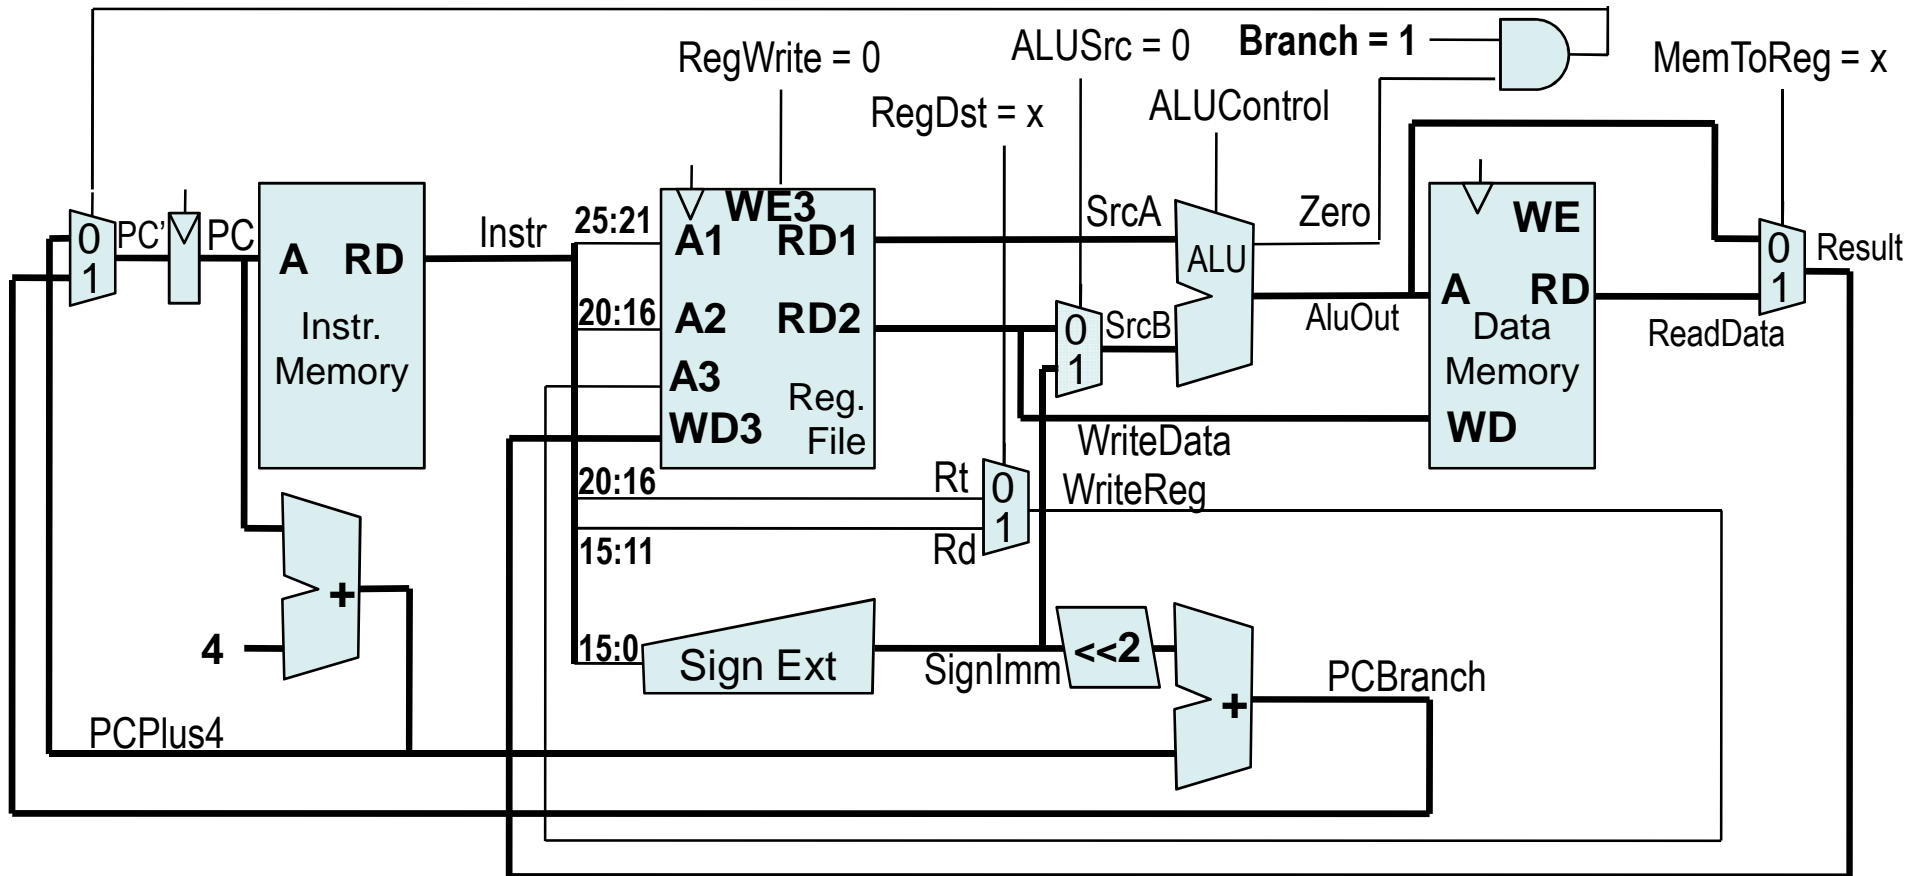 RegWrite = 0
ALUSrc = 0
Branch = 1
MemToReg = x
RegDst = x
ALUControl
0
1
PC'
PC
A RD
Instr.
Memory
Instr
25:21
20:16
WE3
A1 RD1
A2 RD2
A3
WD3
Reg.
File
SrcA
0
1
SrcB
ALU
Zero
AluOut
WE
A RD
Data
Memory
WD
ReadData
0
1
Result
WriteData
20:16
Rt
0
1
WriteReg
15:11
Rd
+
4
15:0
Sign Ext
SignImm
<<2
+
PCBranch
PCPlus4